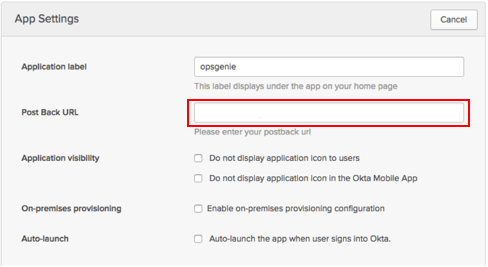 App Settings
Cancel
Application label
opsgenie
This label displays under the app on your home page
Post Back URL
Please enter your postback url
Application visibility
Do not display application icon to users
Do not display application icon in the Okta Mobile App
On-premises provisioning
Enable on-premises provisioning configuration
Auto-launch
Auto-launch the app when user signs into Okta.